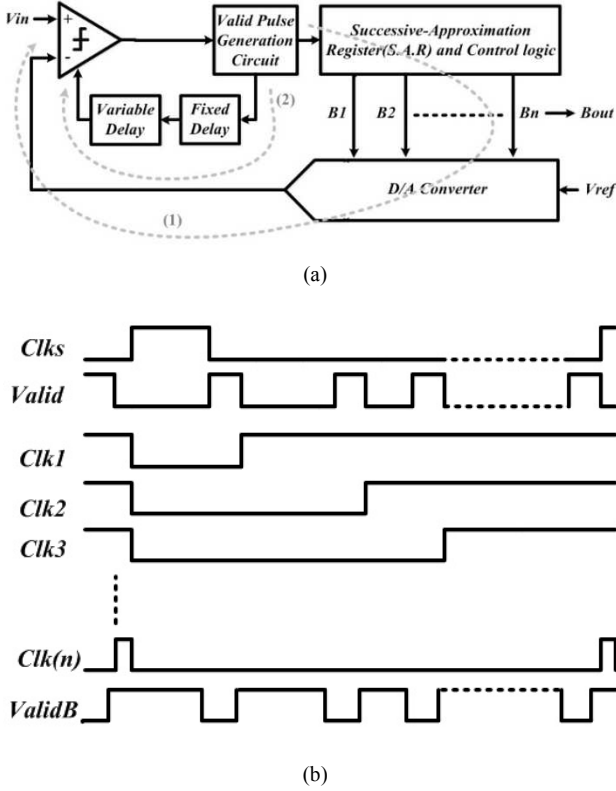 Vin
+
-
Valid Pulse
Generation
Circuit
Successive-Approximation
Register(S.A.R) and Control logic
Variable
Delay
Fixed
Delay
(2)
B1
B2
Bn
Bout
D/A Converter
Vref
(1)
(a)
Clks
Valid
Clk1
Clk2
Clk3
Clk(n)
ValidB
(b)